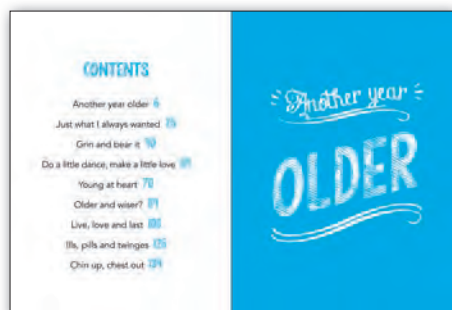 CONTENTS
Another year older 6
Just what I always wanted
Grin and bear it
Do a little dance, make a little love
Young at heart 70
Older and wiser?
Live, love and last
Ills, pills and twinges
Chin up, chest out
Another year
OLDER